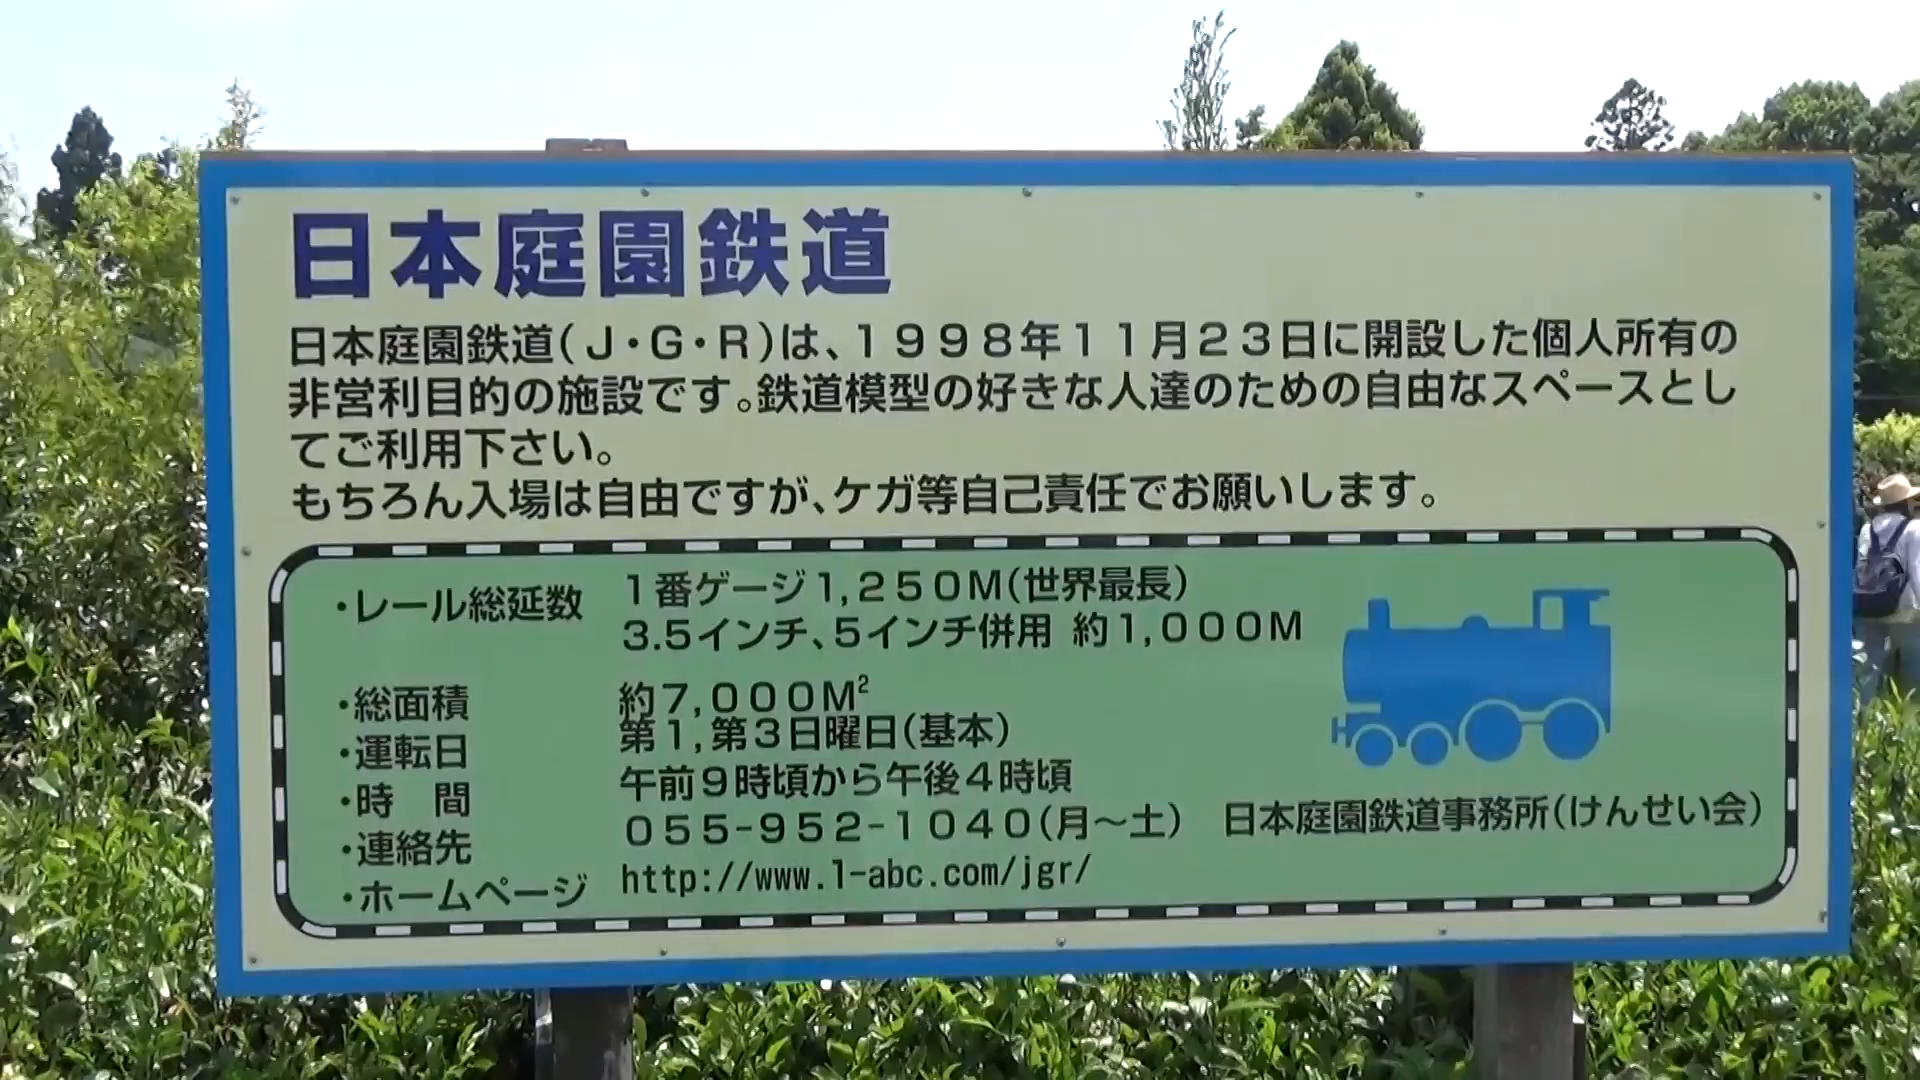 日本庭園鉄道
日本庭園鉄道(J・G・R)は、1998年11月23日に開設した個人所有の
非営利目的の施設です。鉄道模型の好きな人達のための自由なスペースとし
てご利用下さい。
もちろん入場は自由ですが、ケガ等自己責任でお願いします。
・レール総延数 1番ゲージ1,250M(世界最長)
3.5インチ、5インチ併用 約1,000M
・総面積 約7,000M²
・運転日 第1,第3日曜日(基本)
・時間 午前9時頃から午後4時頃
・連絡先 055-952-1040(月〜土) 日本庭園鉄道事務所(けんせい会)
・ホームページ http://www.1-abc.com/jgr/